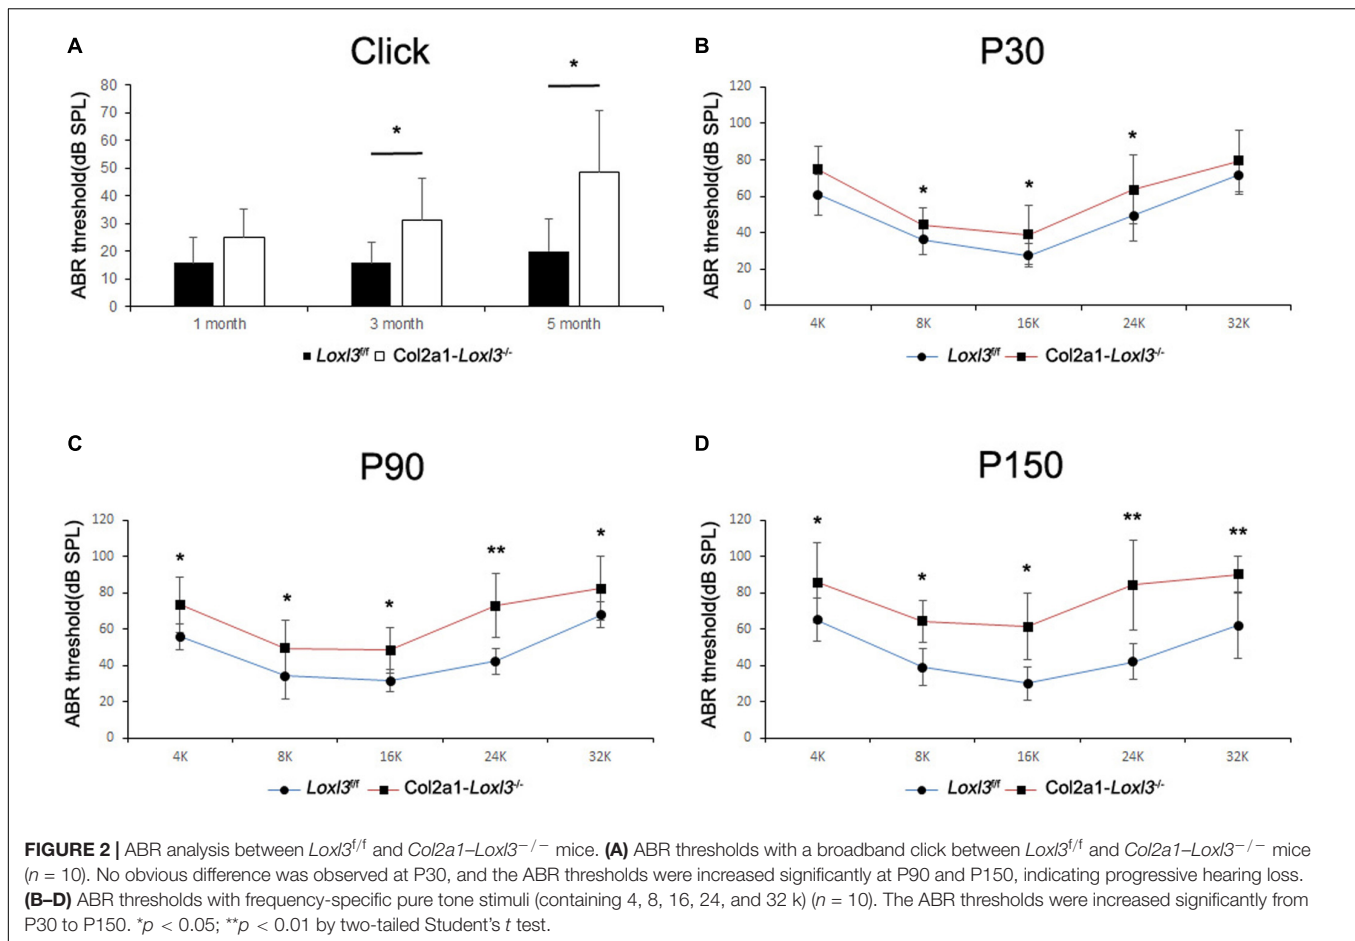 A
Click
ABR threshold(dB SPL)
80
70
60
50
40
30
20
10
0
*
*
1 month 3 month 5 month
■ Loxl3f/f □ Col2a1-Loxl3-/-
B
P30
ABR threshold(dB SPL)
120
100
80
60
40
20
0
* * *
4K 8K 16K 24K 32K
Loxl3f/f Col2a1-Loxl3-/-
C
P90
ABR threshold(dB SPL)
120
100
80
60
40
20
0
* * * ** *
4K 8K 16K 24K 32K
Loxl3f/f Col2a1-Loxl3-/-
D
P150
ABR threshold(dB SPL)
120
100
80
60
40
20
0
* * * ** **
4K 8K 16K 24K 32K
Loxl3f/f Col2a1-Loxl3-/-
FIGURE 2 | ABR analysis between Loxl3f/f and Col2a1–Loxl3−/− mice. (A) ABR thresholds with a broadband click between Loxl3f/f and Col2a1–Loxl3−/− mice
(n = 10). No obvious difference was observed at P30, and the ABR thresholds were increased significantly at P90 and P150, indicating progressive hearing loss.
(B–D) ABR thresholds with frequency-specific pure tone stimuli (containing 4, 8, 16, 24, and 32 k) (n = 10). The ABR thresholds were increased significantly from
P30 to P150. *p < 0.05; **p < 0.01 by two-tailed Student's t test.